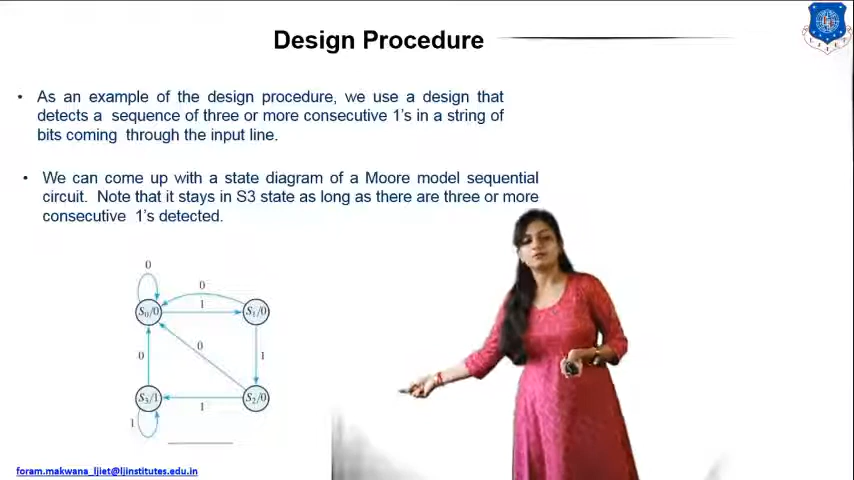 Design Procedure
• As an example of the design procedure, we use a design that
detects a sequence of three or more consecutive 1's in a string of
bits coming through the input line.
• We can come up with a state diagram of a Moore model sequential
circuit. Note that it stays in S3 state as long as there are three or more
consecutive 1's detected.
0
0
S0/0
1
S1/0
0
0
1
S3/1
1
S2/0
1
foram.makwana_ljiet@ljinstitutes.edu.in